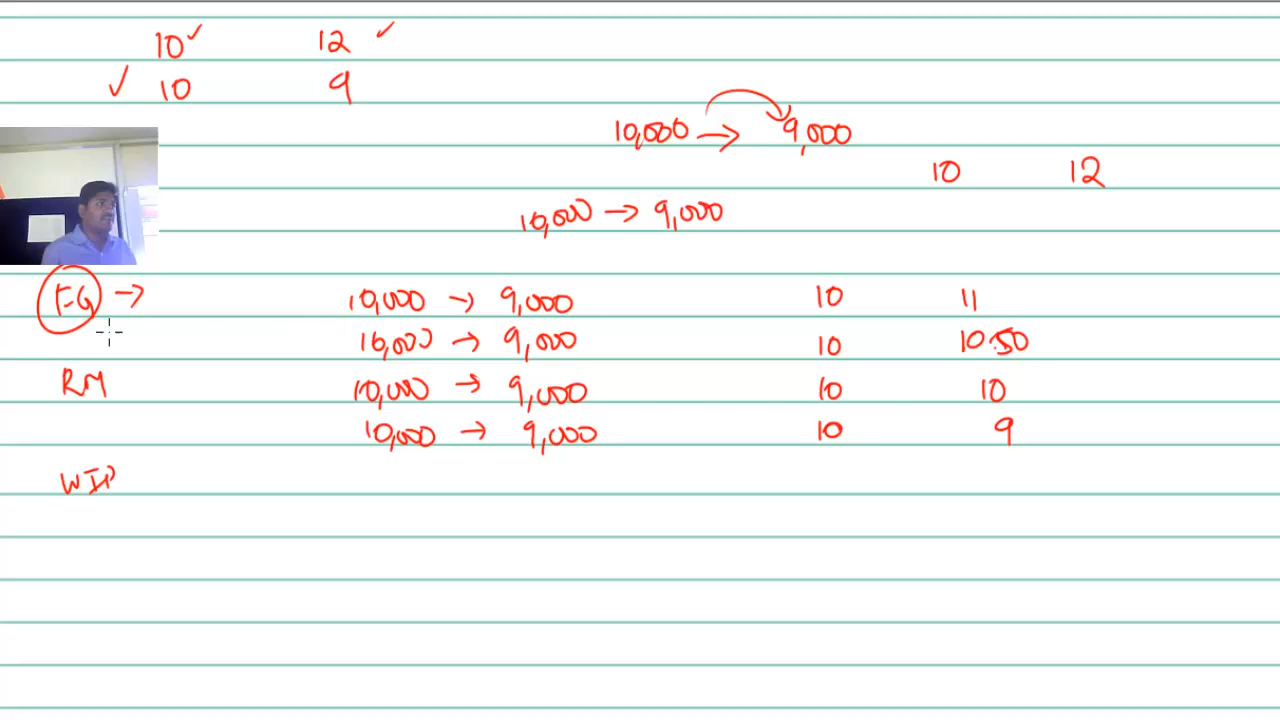 10✓ 12 ✓
✓ 10 9
10,000 → 9,000
10 12
10,000 → 9,000
FG → 10,000 → 9,000 10 11
10,000 → 9,000 10 10.50
RM 10,000 → 9,000 10 10
10,000 → 9,000 10 9
WIP